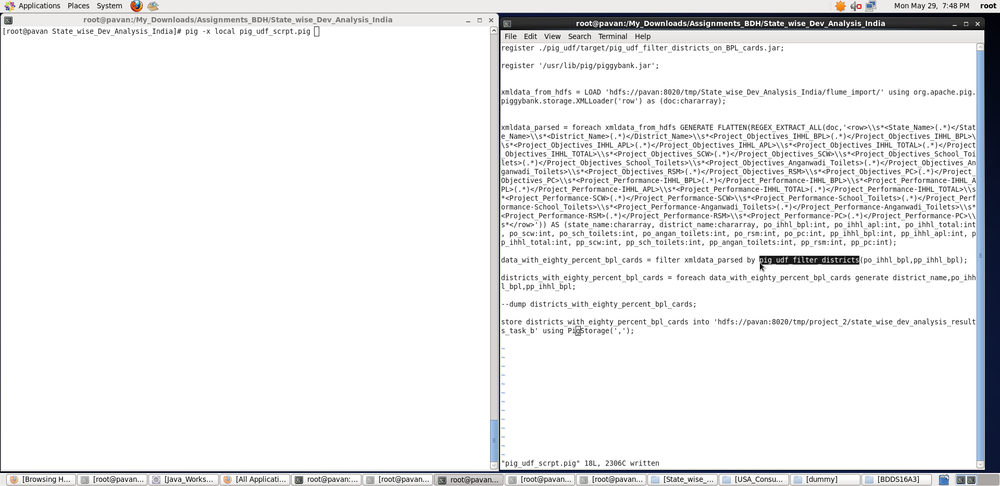 Applications Places System Mon May 29, 7:48 PM root
root@pavan:/My_Downloads/Assignments_BDH/State_wise_Dev_Analysis_India
[root@pavan State_wise_Dev_Analysis_India]# pig -x local pig_udf_scrpt.pig
root@pavan:/My_Downloads/Assignments_BDH/State_wise_Dev_Analysis_India
File Edit View Search Terminal Help
register ./pig_udf/target/pig_udf_filter_districts_on_BPL_cards.jar;
register '/usr/lib/pig/piggybank.jar';
xmldata_from_hdfs = LOAD 'hdfs://pavan:8020/tmp/State_wise_Dev_Analysis_India/flume_import/' using org.apache.pig.
piggybank.storage.XMLLoader('row') as (doc:chararray);
xmldata_parsed = foreach xmldata_from_hdfs GENERATE FLATTEN(REGEX_EXTRACT_ALL(doc,'<row>\\s*<State_Name>(.*)</Stat
e_Name>\\s*<District_Name>(.*)</District_Name>\\s*<Project_Objectives_IHHL_BPL>(.*)</Project_Objectives_IHHL_BPL>\
\s*<Project_Objectives_IHHL_APL>(.*)</Project_Objectives_IHHL_APL>\\s*<Project_Objectives_IHHL_TOTAL>(.*)</Project
_Objectives_IHHL_TOTAL>\\s*<Project_Objectives_SCW>(.*)</Project_Objectives_SCW>\\s*<Project_Objectives_School_Toi
lets>(.*)</Project_Objectives_School_Toilets>\\s*<Project_Objectives_Anganwadi_Toilets>(.*)</Project_Objectives_An
ganwadi_Toilets>\\s*<Project_Objectives_RSM>(.*)</Project_Objectives_RSM>\\s*<Project_Objectives_PC>(.*)</Project_
Objectives_PC>\\s*<Project_Performance-IHHL_BPL>(.*)</Project_Performance-IHHL_BPL>\\s*<Project_Performance-IHHL_A
PL>(.*)</Project_Performance-IHHL_APL>\\s*<Project_Performance-IHHL_TOTAL>(.*)</Project_Performance-IHHL_TOTAL>\\s
*<Project_Performance-SCW>(.*)</Project_Performance-SCW>\\s*<Project_Performance-School_Toilets>(.*)</Project_Perf
ormance-School_Toilets>\\s*<Project_Performance-Anganwadi_Toilets>(.*)</Project_Performance-Anganwadi_Toilets>\\s*
<Project_Performance-RSM>(.*)</Project_Performance-RSM>\\s*<Project_Performance-PC>(.*)</Project_Performance-PC>\\
s*</row>')) AS (state_name:chararray, district_name:chararray, po_ihhl_bpl:int, po_ihhl_apl:int, po_ihhl_total:int
, po_scw:int, po_sch_toilets:int, po_angan_toilets:int, po_rsm:int, po_pc:int, pp_ihhl_bpl:int, pp_ihhl_apl:int, p
p_ihhl_total:int, pp_scw:int, pp_sch_toilets:int, pp_angan_toilets:int, pp_rsm:int, pp_pc:int);
data_with_eighty_percent_bpl_cards = filter xmldata_parsed by pig_udf_filter_districts(po_ihhl_bpl,pp_ihhl_bpl);
districts_with_eighty_percent_bpl_cards = foreach data_with_eighty_percent_bpl_cards generate district_name,po_ihh
l_bpl,pp_ihhl_bpl;
--dump districts_with_eighty_percent_bpl_cards;
store districts_with_eighty_percent_bpl_cards into 'hdfs://pavan:8020/tmp/project_2/state_wise_dev_analysis_result
s_task_b' using PigStorage(',');
~
~
~
~
~
~
~
~
~
~
~
~
~
"pig_udf_scrpt.pig" 18L, 2306C written
[Browsing H... [root@pavan... [Java_Works... [All Applicati... root@pavan:... [root@pavan... root@pavan... [root@pavan... [root@pavan... [State_wise_... [USA_Consu... [dummy] [BDDS16A3]